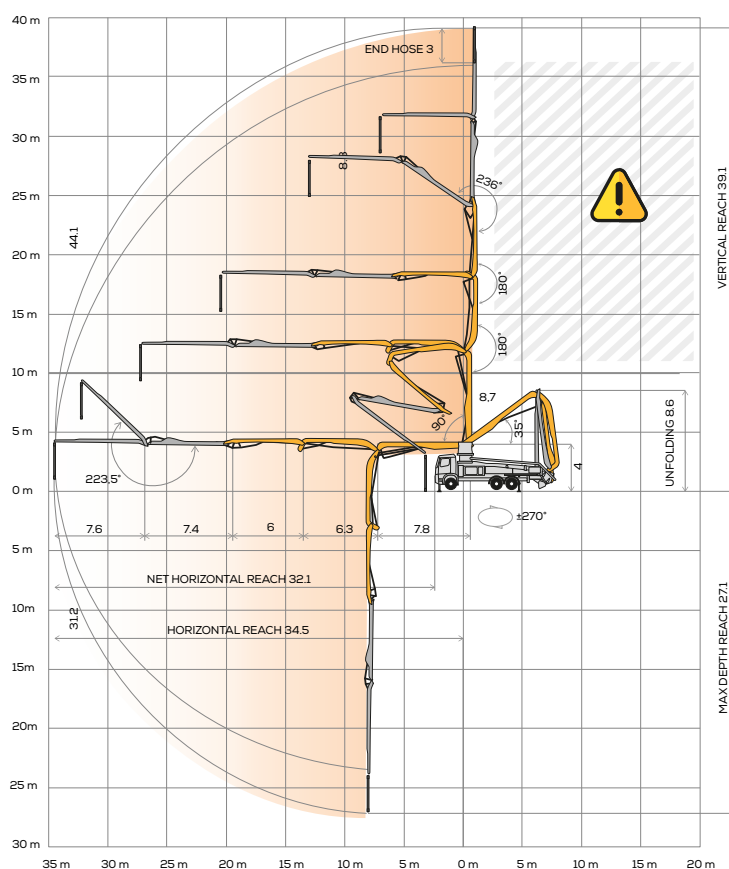 40 m
END HOSE 3
35 m
30 m
8.3
236°
25 m
VERTICAL REACH 39.1
44.1
20 m
180°
15 m
180°
10 m
8.7
90°
35°
UNFOLDING 8.6
5 m
4
223,5°
0 m
±270°
7.6 7.4 6 6.3 7.8
5 m
NET HORIZONTAL REACH 32.1
10m
31.2
HORIZONTAL REACH 34.5
MAX DEPTH REACH 27.1
15m
20 m
25 m
30 m
35 m 30 m 25 m 20 m 15 m 10 m 5 m 0 m 5 m 10 m 15 m 20 m